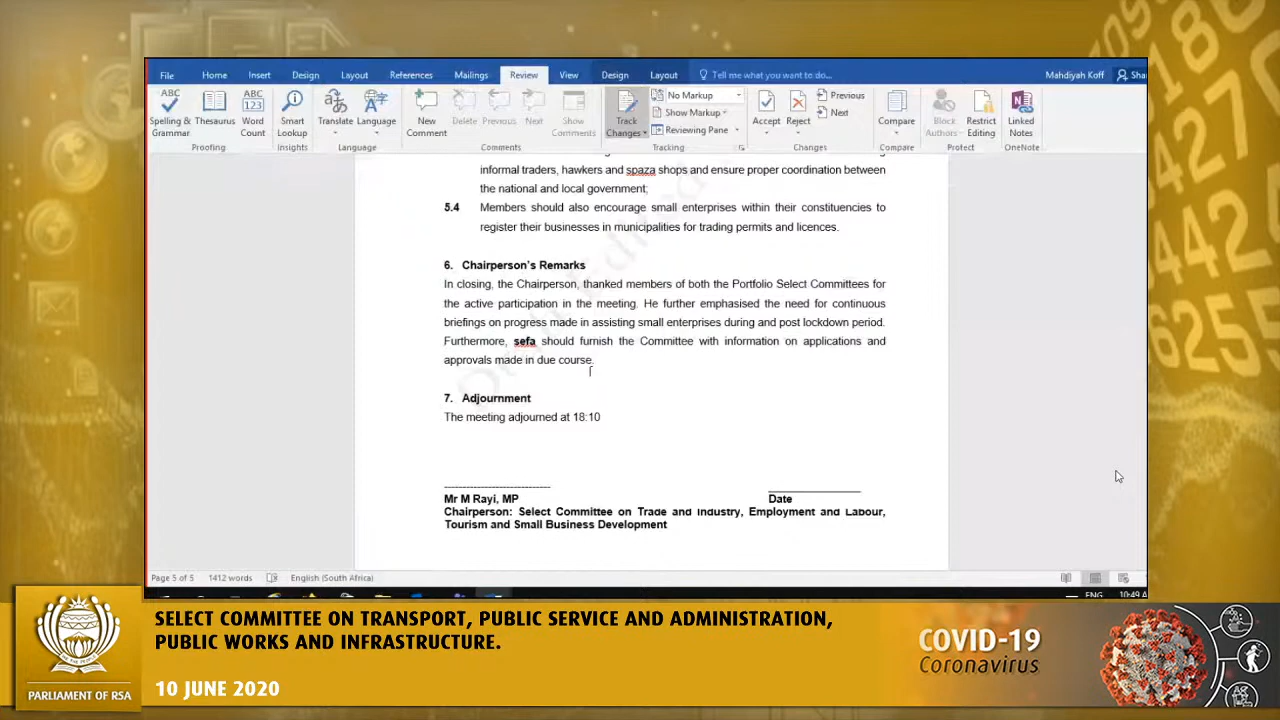 File Home Insert Design Layout References Mailings Review View Design Layout Tell me what you want to do... Mahdiyah Koff
ABC Spelling & Grammar
Thesaurus
ABC 123 Word Count
Smart Lookup
Translate
Language
New Comment
Delete
Previous
Next
Show Comments
Track Changes
No Markup
Show Markup
Reviewing Pane
Accept
Reject
Previous
Next
Compare
Block Authors
Restrict Editing
Linked Notes
Proofing Insights Language Comments Tracking Changes Compare Protect OneNote
informal traders, hawkers and spaza shops and ensure proper coordination between
the national and local government;
5.4 Members should also encourage small enterprises within their constituencies to
register their businesses in municipalities for trading permits and licences.
6. Chairperson's Remarks
In closing, the Chairperson, thanked members of both the Portfolio Select Committees for
the active participation in the meeting. He further emphasised the need for continuous
briefings on progress made in assisting small enterprises during and post lockdown period.
Furthermore, sefa should furnish the Committee with information on applications and
approvals made in due course.
7. Adjournment
The meeting adjourned at 18:10
Mr M Rayi, MP Date
Chairperson: Select Committee on Trade and Industry, Employment and Labour,
Tourism and Small Business Development
Page 5 of 5 1412 words English (South Africa)
ENG 10:49
SELECT COMMITTEE ON TRANSPORT, PUBLIC SERVICE AND ADMINISTRATION,
PUBLIC WORKS AND INFRASTRUCTURE.
10 JUNE 2020
PARLIAMENT OF RSA
COVID-19
Coronavirus